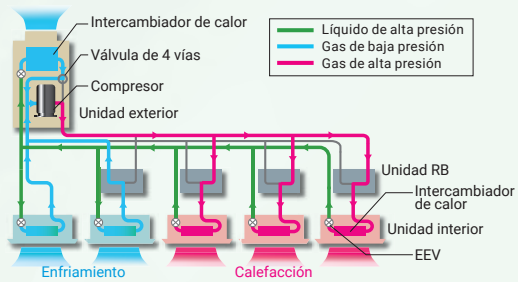 Intercambiador de calor
Válvula de 4 vías
Compresor
Unidad exterior
Líquido de alta presión
Gas de baja presión
Gas de alta presión
Unidad RB
Intercambiador
de calor
Unidad interior
EEV
Enfriamiento
Calefacción